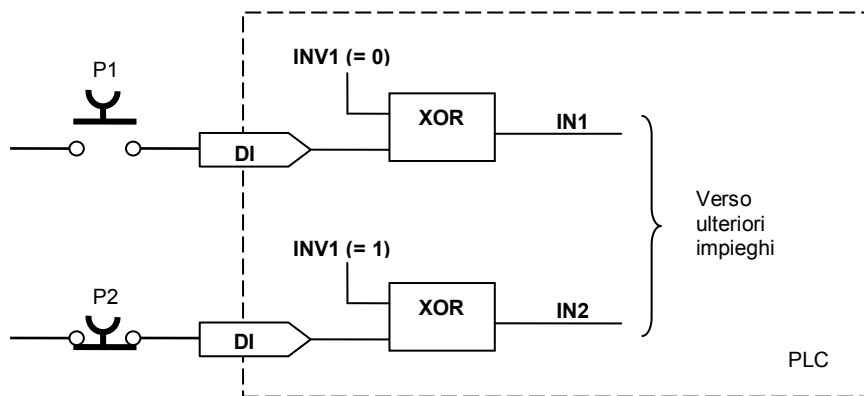 INV1 (= 0)
P1
XOR
IN1
DI
Verso
ulteriori
impieghi
INV1 (= 1)
P2
XOR
IN2
DI
PLC